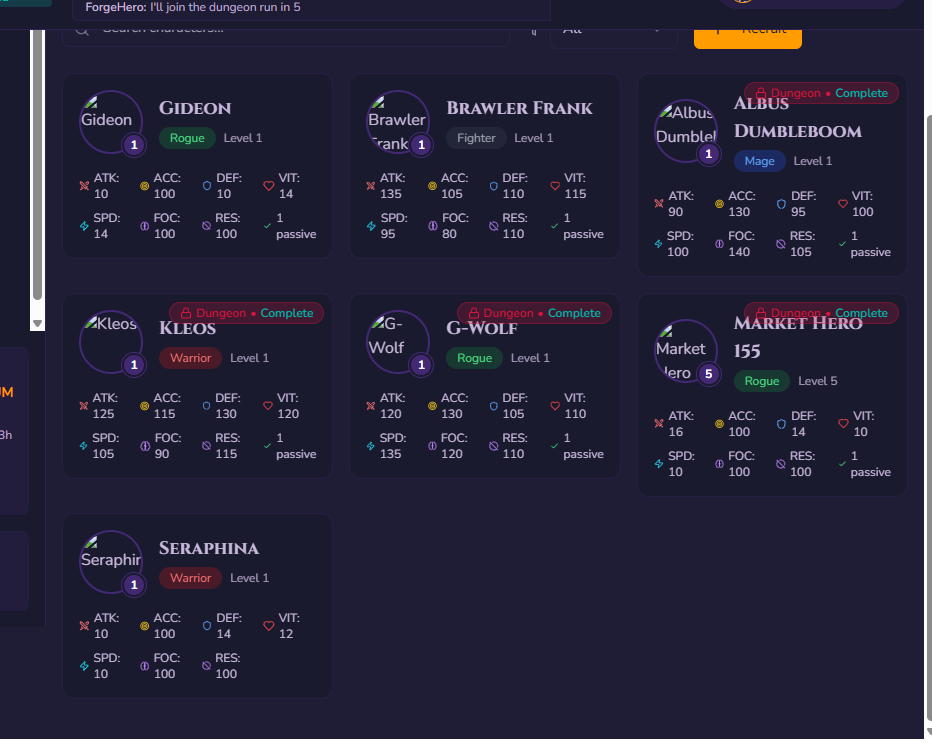 ForgeHero: I'll join the dungeon run in 5
Search characters...
All
Recruit
UM
3h
Gideon
1
GIDEON
Rogue Level 1
ATK: 10 ACC: 100 DEF: 10 VIT: 14
SPD: 14 FOC: 100 RES: 100 1 passive
Brawler Frank
1
BRAWLER FRANK
Fighter Level 1
ATK: 135 ACC: 105 DEF: 110 VIT: 115
SPD: 95 FOC: 80 RES: 110 1 passive
Dungeon • Complete
Albus Dumblel
1
ALBUS
DUMBLEBOOM
Mage Level 1
ATK: 90 ACC: 130 DEF: 95 VIT: 100
SPD: 100 FOC: 140 RES: 105 1 passive
Dungeon • Complete
Kleos
1
KLEOS
Warrior Level 1
ATK: 125 ACC: 115 DEF: 130 VIT: 120
SPD: 105 FOC: 90 RES: 115 1 passive
Dungeon • Complete
G-Wolf
1
G-WOLF
Rogue Level 1
ATK: 120 ACC: 130 DEF: 105 VIT: 110
SPD: 135 FOC: 120 RES: 110 1 passive
Dungeon • Complete
Market Hero
5
MARKET HERO
155
Rogue Level 5
ATK: 16 ACC: 100 DEF: 14 VIT: 10
SPD: 10 FOC: 100 RES: 100 1 passive
Seraphin
1
SERAPHINA
Warrior Level 1
ATK: 10 ACC: 100 DEF: 14 VIT: 12
SPD: 10 FOC: 100 RES: 100